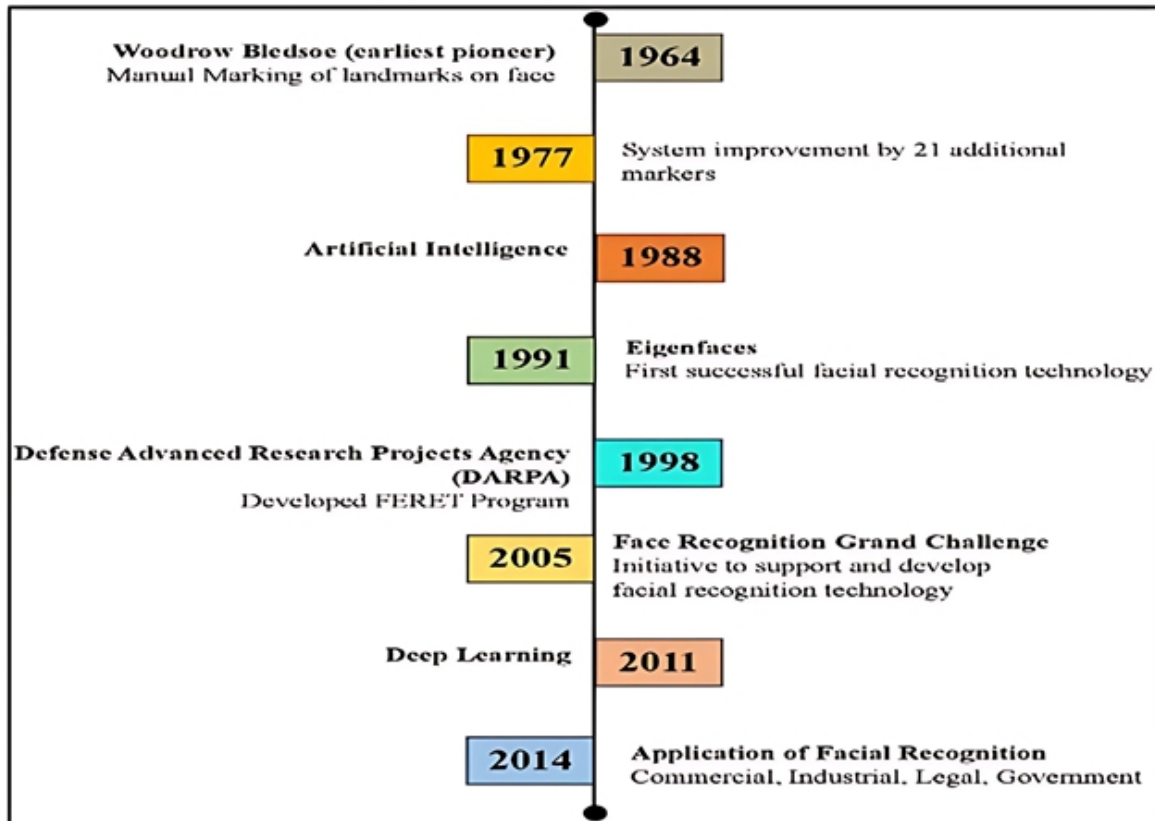 Woodrow Bledsoe (earliest pioneer)
Manual Marking of landmarks on face
1964
1977
System improvement by 21 additional
markers
Artificial Intelligence
1988
1991
Eigenfaces
First successful facial recognition technology
Defense Advanced Research Projects Agency
(DARPA)
Developed FERET Program
1998
2005
Face Recognition Grand Challenge
Initiative to support and develop
facial recognition technology
Deep Learning
2011
2014
Application of Facial Recognition
Commercial, Industrial, Legal, Government